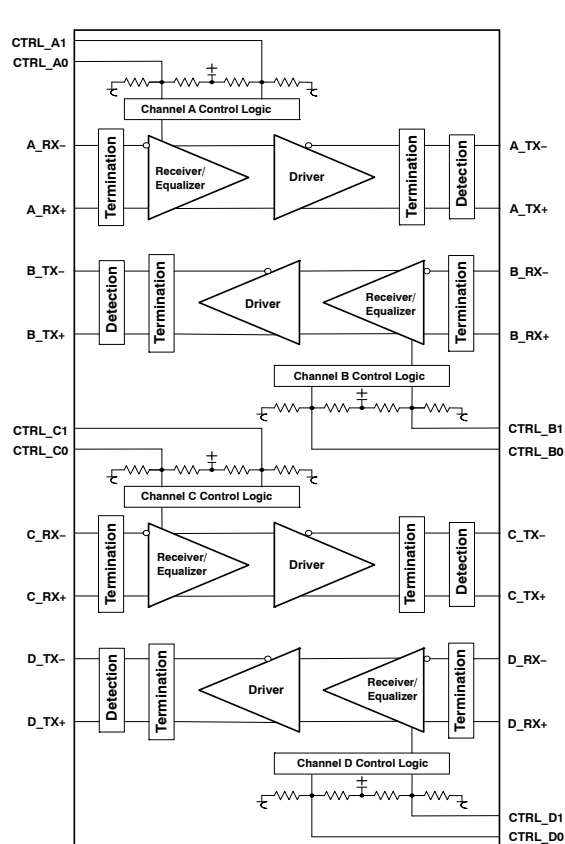 CTRL_A1
CTRL_A0
Channel A Control Logic
A_RX–
A_RX+
Termination
Receiver/
Equalizer
Driver
Termination
Detection
A_TX–
A_TX+
B_TX–
B_TX+
Detection
Termination
Driver
Receiver/
Equalizer
Termination
B_RX–
B_RX+
Channel B Control Logic
CTRL_B1
CTRL_B0
CTRL_C1
CTRL_C0
Channel C Control Logic
C_RX–
C_RX+
Termination
Receiver/
Equalizer
Driver
Termination
Detection
C_TX–
C_TX+
D_TX–
D_TX+
Detection
Termination
Driver
Receiver/
Equalizer
Termination
D_RX–
D_RX+
Channel D Control Logic
CTRL_D1
CTRL_D0